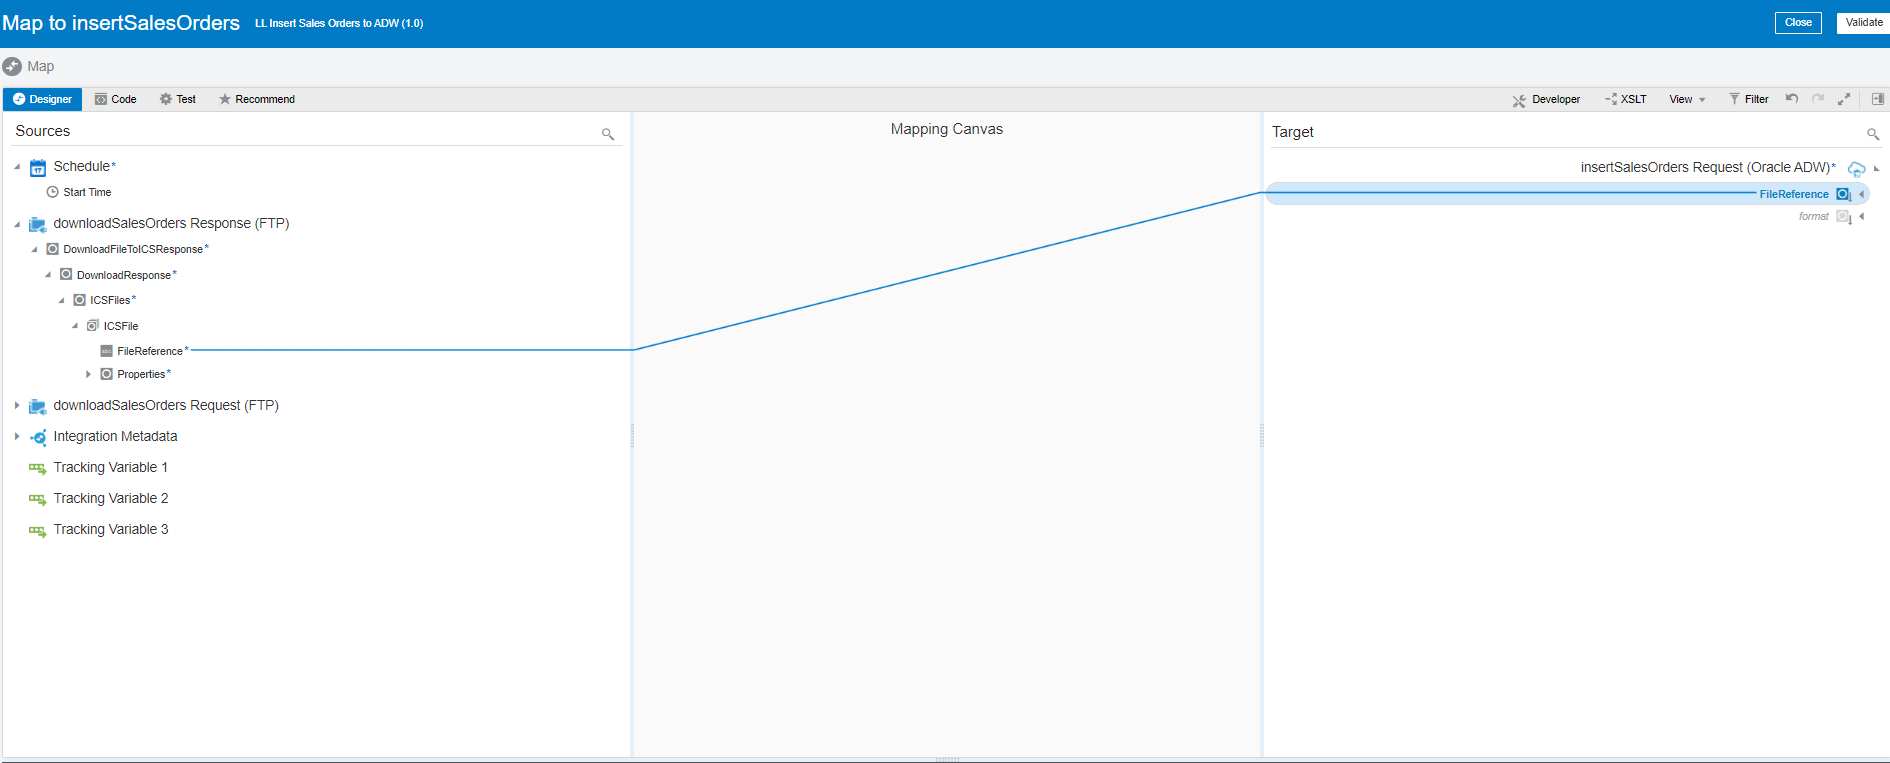 Map to insertSalesOrders LL Insert Sales Orders to ADW (1.0) Close Validate
Map
Designer Code Test Recommend Developer XSLT View Filter
Sources
Mapping Canvas
Target
Schedule*
Start Time
downloadSalesOrders Response (FTP)
DownloadFileToICSResponse*
DownloadResponse*
ICSFiles*
ICSFile
abc FileReference*
Properties*
downloadSalesOrders Request (FTP)
Integration Metadata
Tracking Variable 1
Tracking Variable 2
Tracking Variable 3
insertSalesOrders Request (Oracle ADW)*
FileReference
format